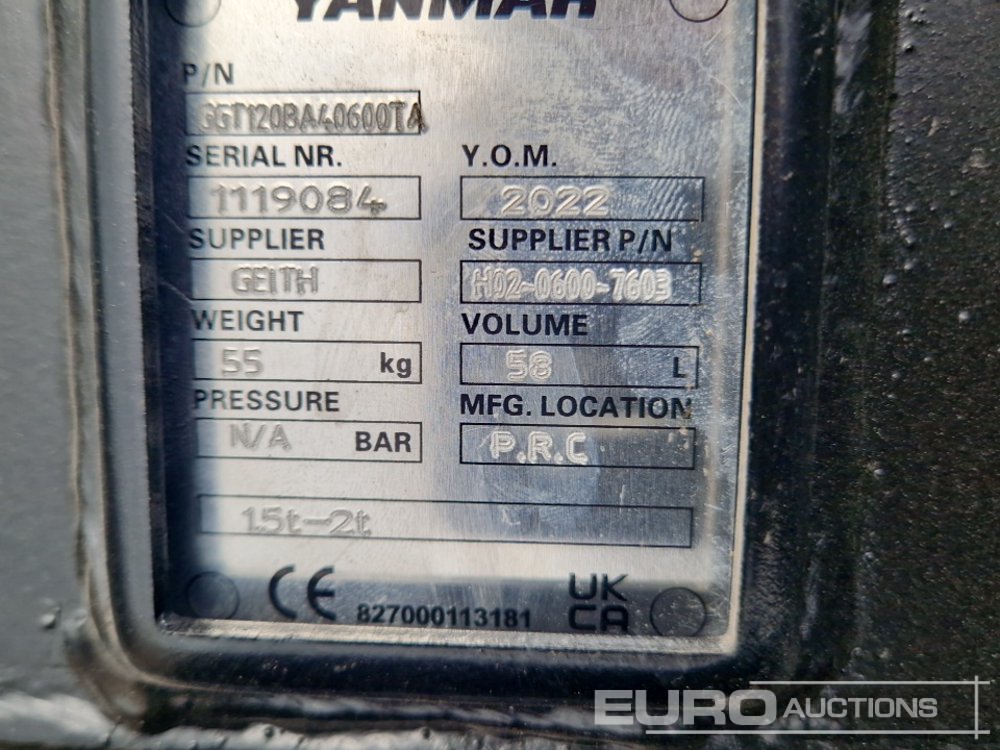 YANMAR
P/N
GGT120BA40600TA
SERIAL NR. Y.O.M.
1119084 2022
SUPPLIER SUPPLIER P/N
GEITH H02-0600-7603
WEIGHT VOLUME
55 kg 58 L
PRESSURE MFG. LOCATION
N/A BAR P.R.C
1.5t-2t
CE 827000113181 UK
CA
EURO AUCTIONS